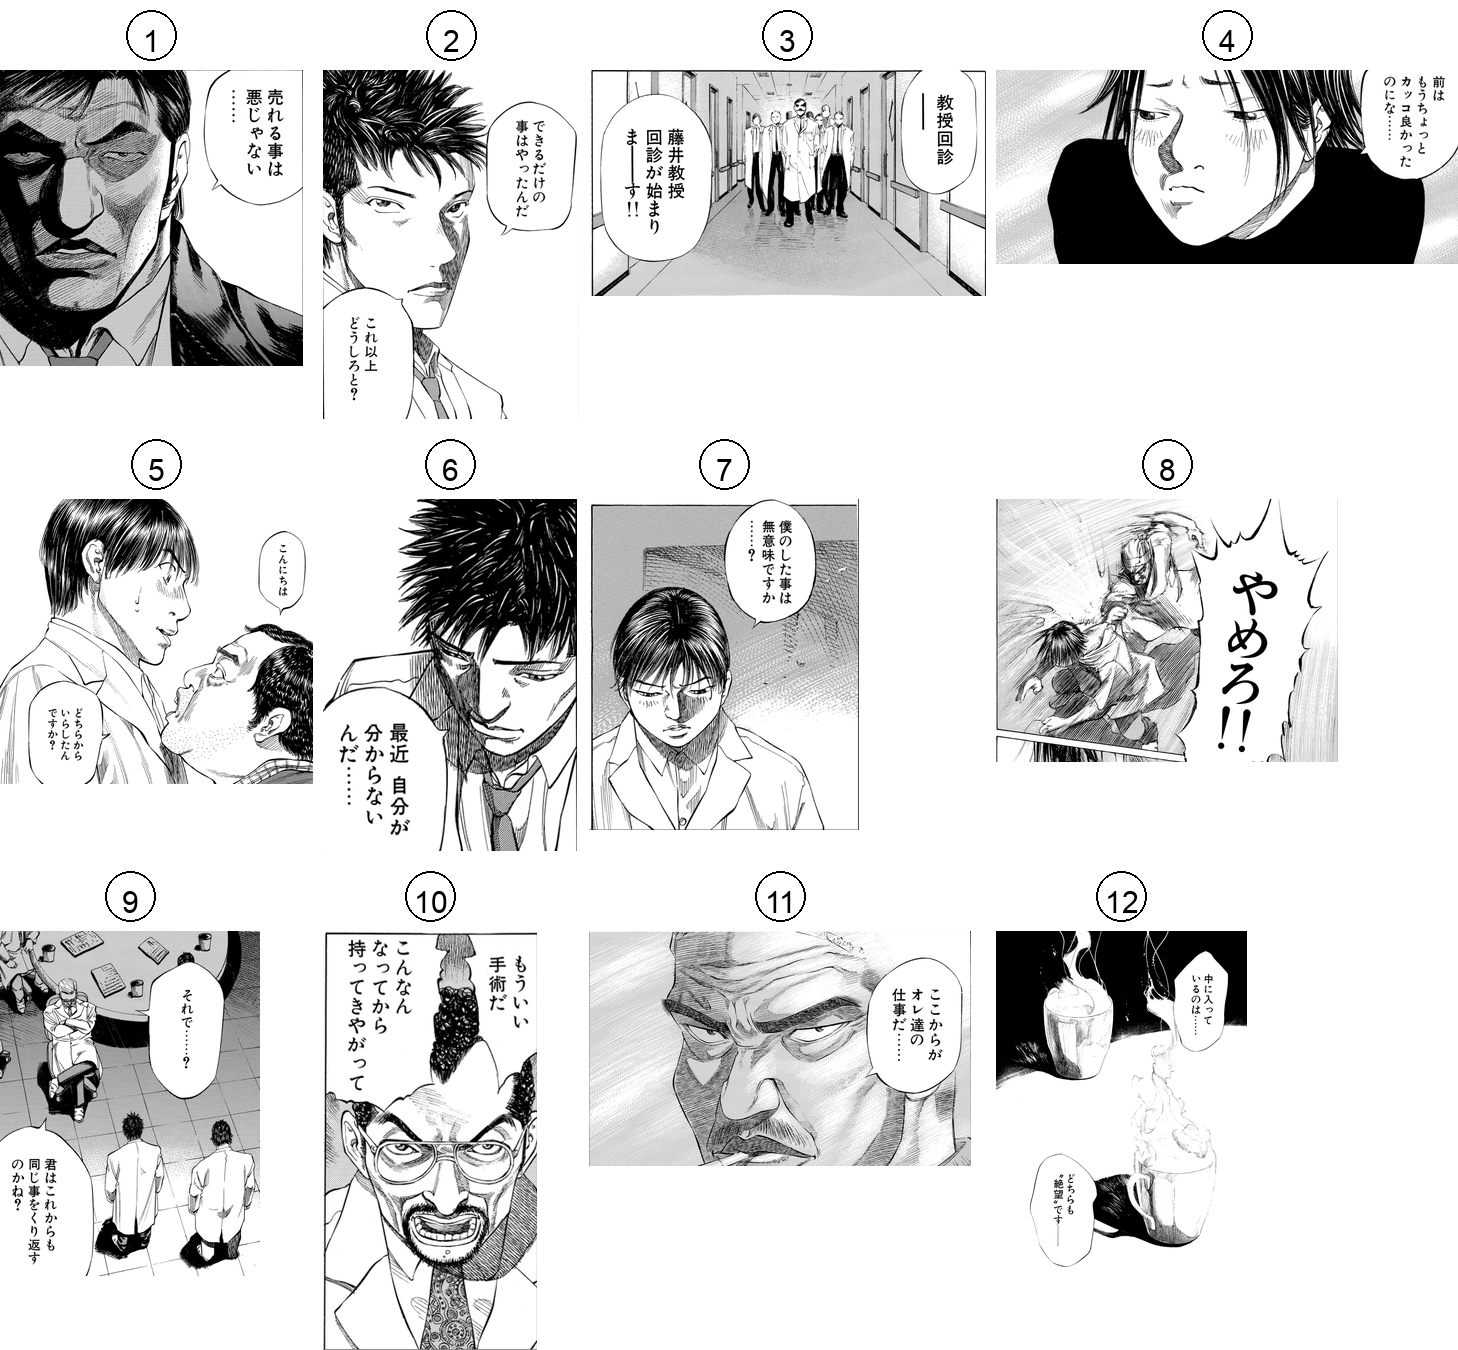 1
売れる事は
悪じゃない
……
2
できるだけの
事はやったんだ
これ以上
どうしろと？
3
教授回診
──
藤井教授
回診が始まり
ま──す!!
4
前は
もうちょっと
カッコ良かった
のにな……
5
こんにちは
どちらから
いらしたん
ですか？
6
最近 自分が
分からない
んだ……
7
僕のした事は
無意味ですか
……？
8
やめろ!!
9
それで……？
君はこれからも
同じ事をくり返す
のかね？
10
もういい
手術だ
こんなん
なってから
持ってきやがって
11
ここからが
オレ達の
仕事だ……
12
中に入って
いるのは……
どちらも
“絶望”です
──